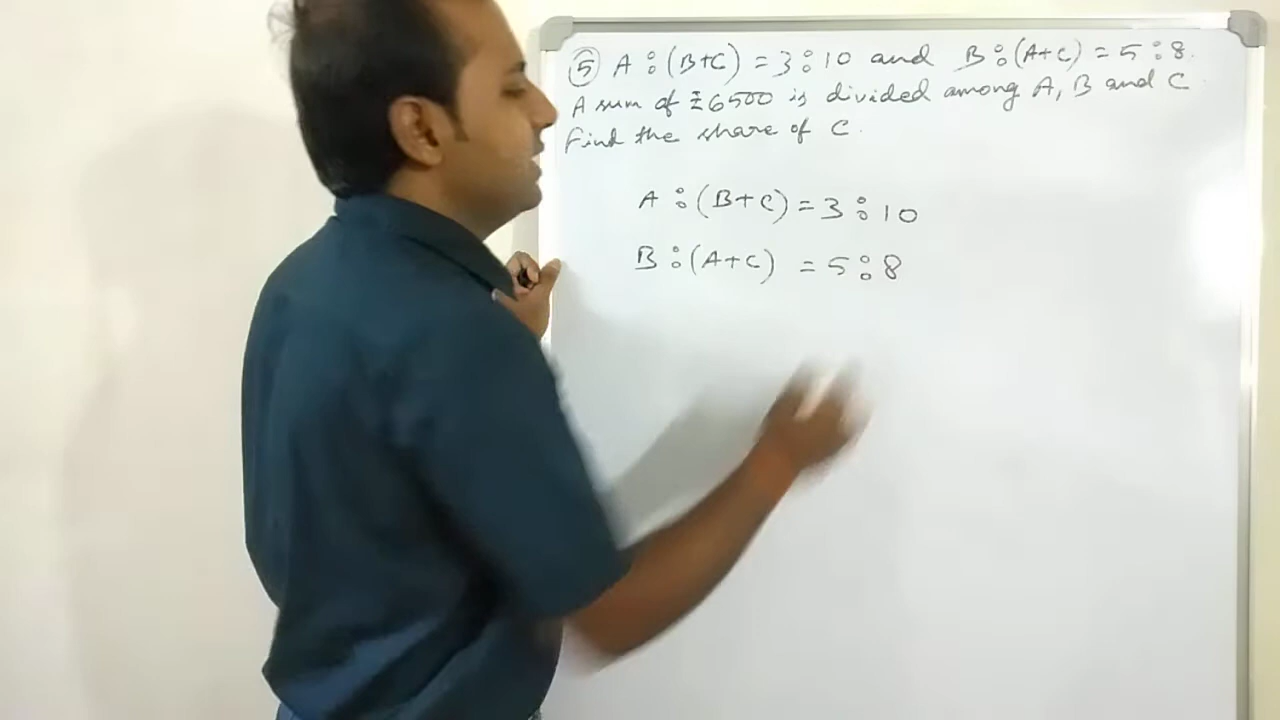 ⑤ A : (B+C) = 3 : 10 and B : (A+C) = 5 : 8.
A sum of ₹6500 is divided among A, B and C
Find the share of C.
A : (B+C) = 3 : 10
B : (A+C) = 5 : 8